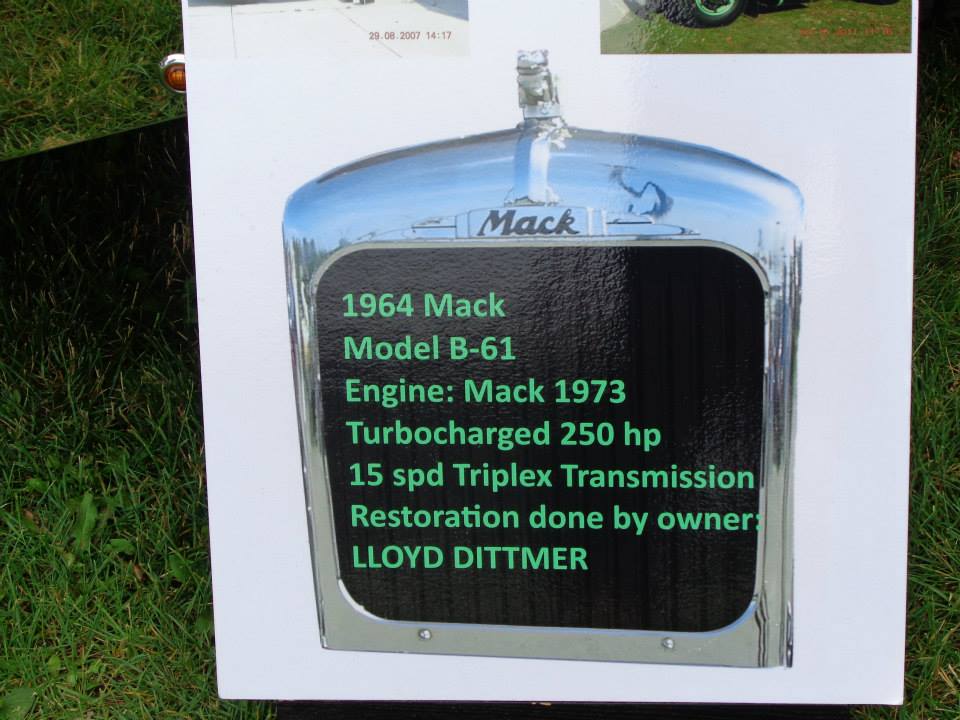 29.08.2007 14:17
Mack
1964 Mack
Model B-61
Engine: Mack 1973
Turbocharged 250 hp
15 spd Triplex Transmission
Restoration done by owner:
LLOYD DITTMER